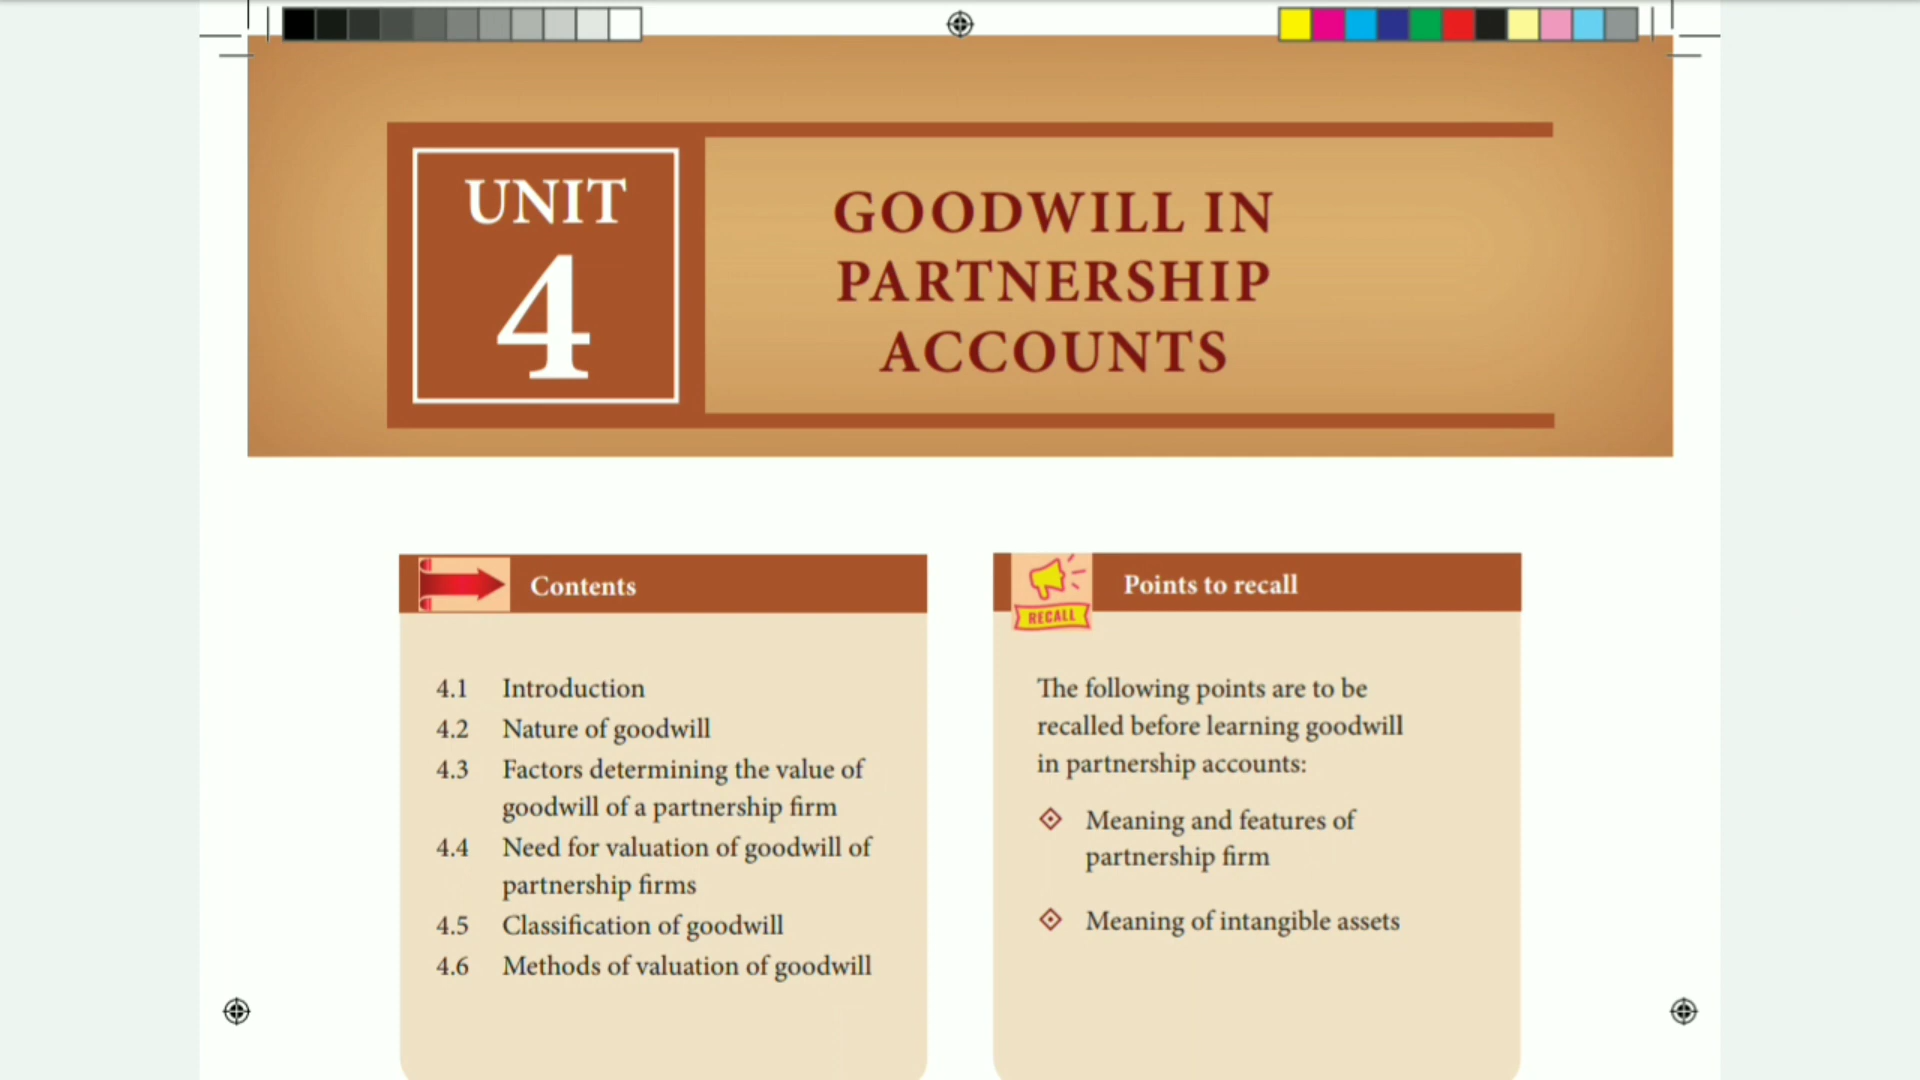 UNIT
4
GOODWILL IN
PARTNERSHIP
ACCOUNTS
Contents
4.1 Introduction
4.2 Nature of goodwill
4.3 Factors determining the value of
goodwill of a partnership firm
4.4 Need for valuation of goodwill of
partnership firms
4.5 Classification of goodwill
4.6 Methods of valuation of goodwill
RECALL
Points to recall
The following points are to be
recalled before learning goodwill
in partnership accounts:
Meaning and features of
partnership firm
Meaning of intangible assets